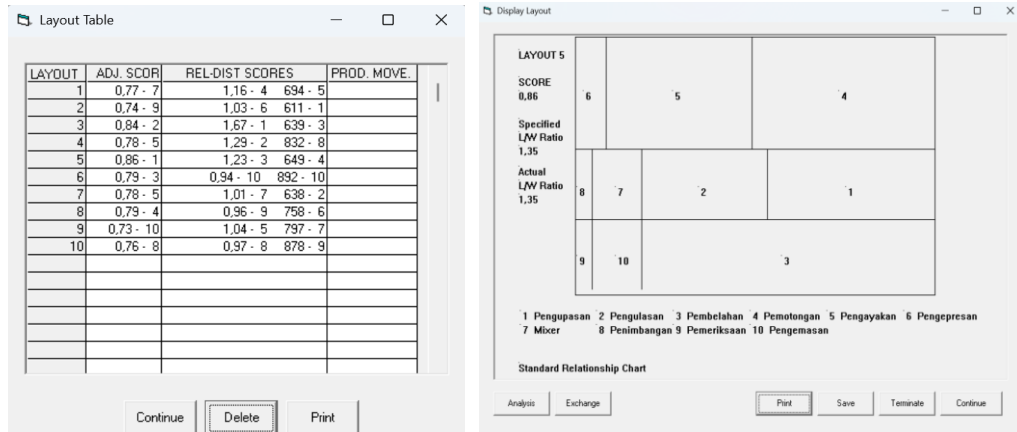 Layout Table
LAYOUT ADJ. SCOR REL-DIST SCORES PROD. MOVE.
1 0,77 - 7 1,16 - 4 694 - 5
2 0,74 - 9 1,03 - 6 611 - 1
3 0,84 - 2 1,67 - 1 639 - 3
4 0,78 - 5 1,29 - 2 832 - 8
5 0,86 - 1 1,23 - 3 649 - 4
6 0,79 - 3 0,94 - 10 892 - 10
7 0,78 - 5 1,01 - 7 638 - 2
8 0,79 - 4 0,96 - 9 758 - 6
9 0,73 - 10 1,04 - 5 797 - 7
10 0,76 - 8 0,97 - 8 878 - 9
Continue Delete Print
Display Layout
LAYOUT 5
SCORE
0,86
Specified
L/W Ratio
1,35
Actual
L/W Ratio
1,35
6 5 4
8 7 2 1
9 10 3
1 Pengupasan 2 Pengulasan 3 Pembelahan 4 Pemotongan 5 Pengayakan 6 Pengepresan
7 Mixer 8 Penimbangan 9 Pemeriksaan 10 Pengemasan
Standard Relationship Chart
Analysis Exchange Print Save Terminate Continue